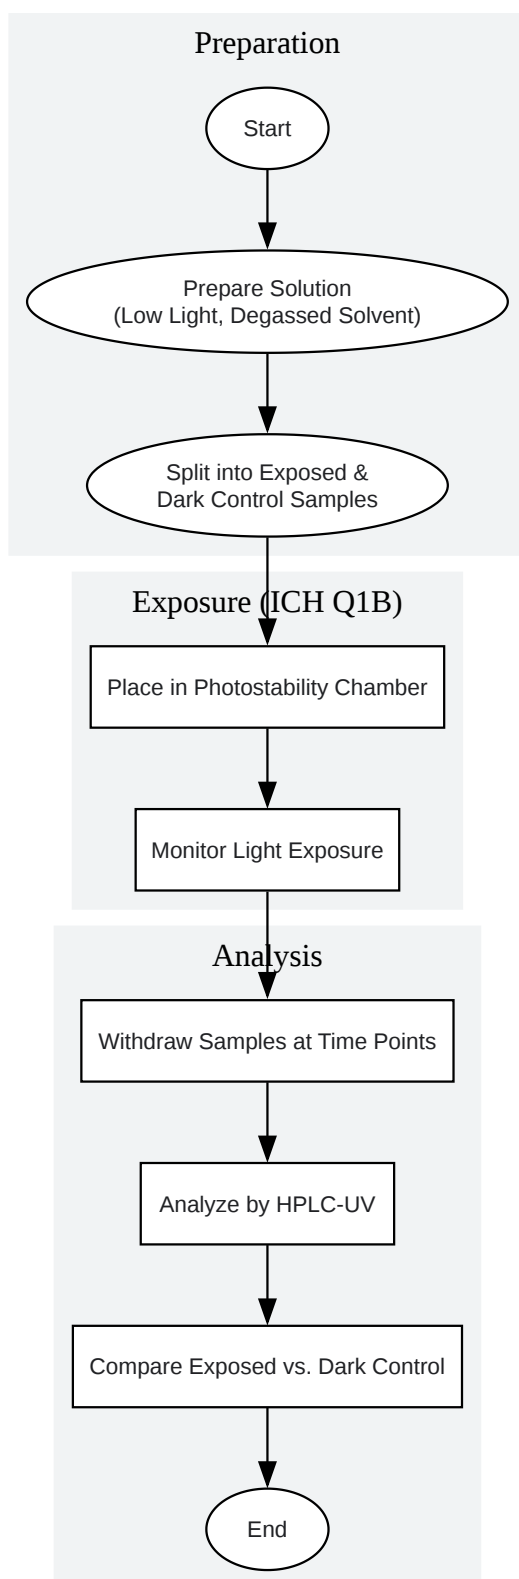 Preparation
Start
Prepare Solution
(Low Light, Degassed Solvent)
Split into Exposed &
Dark Control Samples
Exposure (ICH Q1B)
Place in Photostability Chamber
Monitor Light Exposure
Analysis
Withdraw Samples at Time Points
Analyze by HPLC-UV
Compare Exposed vs. Dark Control
End